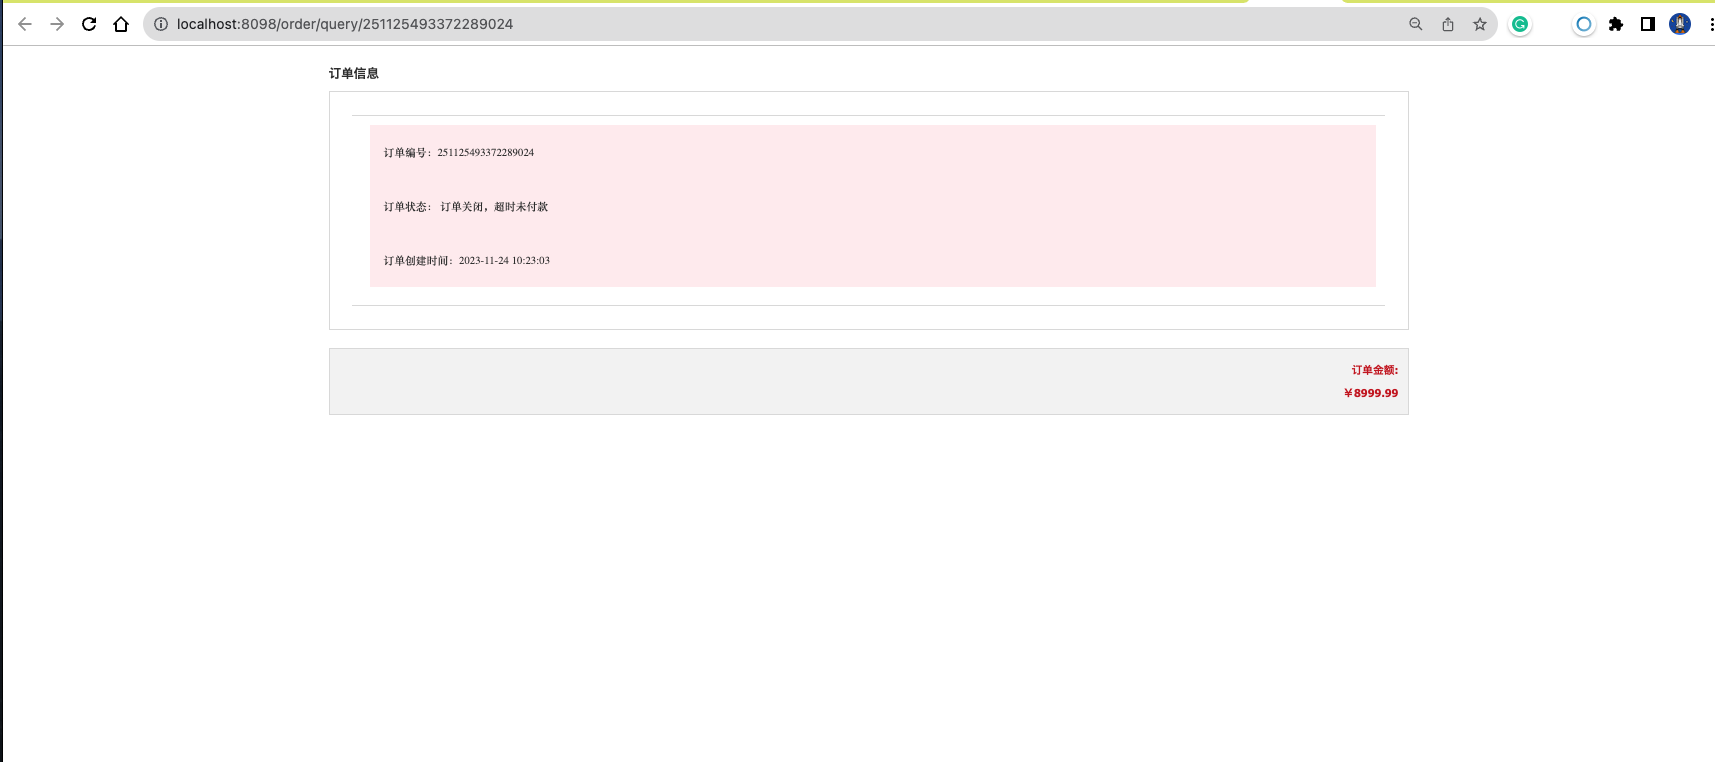 localhost:8098/order/query/251125493372289024
订单信息
订单编号：251125493372289024
订单状态： 订单关闭，超时未付款
订单创建时间：2023-11-24 10:23:03
订单金额:
￥8999.99